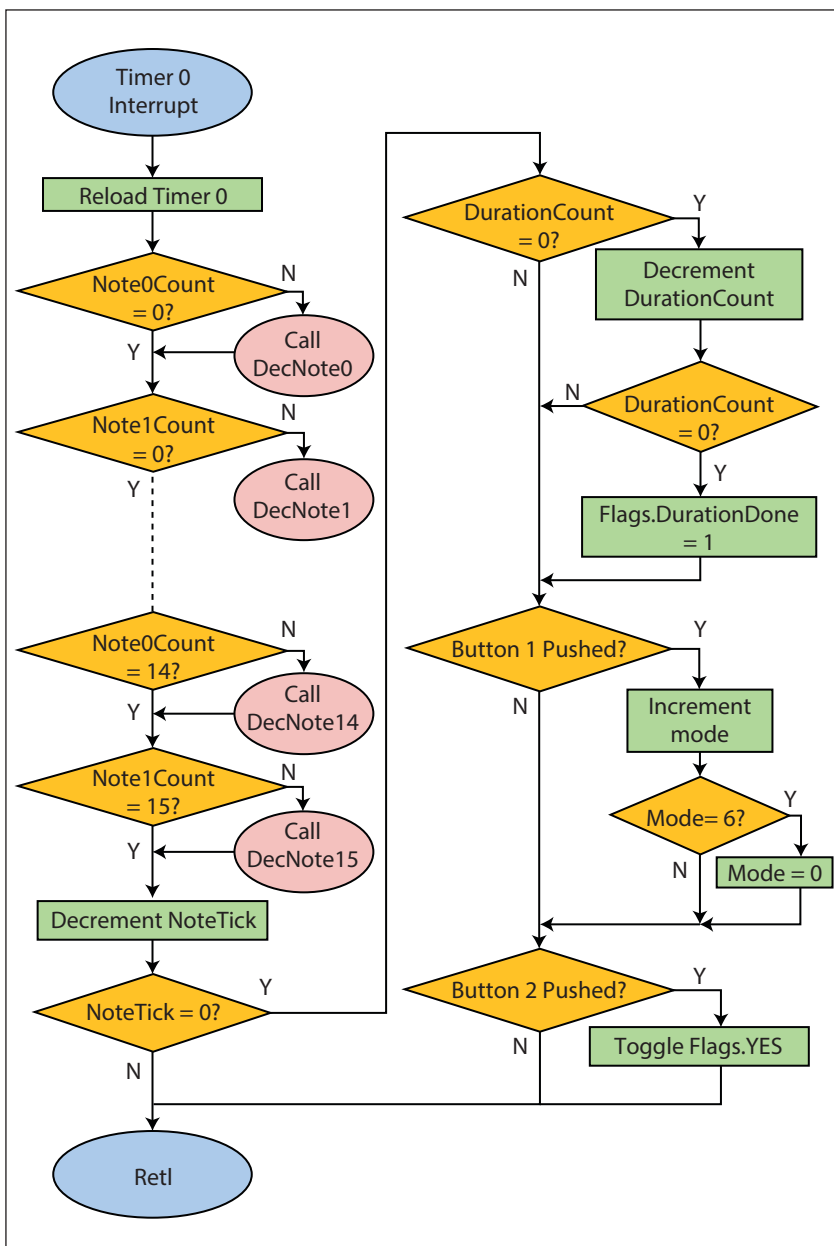 Timer 0
Interrupt
Reload Timer 0
Note0Count
= 0?
N
Y
Call
DecNote0
Note1Count
= 0?
N
Y
Call
DecNote1
Note0Count
= 14?
N
Y
Call
DecNote14
Note1Count
= 15?
N
Y
Call
DecNote15
Decrement NoteTick
NoteTick = 0?
Y
N
RetI
DurationCount
= 0?
Y
N
Decrement
DurationCount
DurationCount
= 0?
N
Y
Flags.DurationDone
= 1
Button 1 Pushed?
Y
N
Increment
mode
Mode= 6?
Y
N
Mode = 0
Button 2 Pushed?
Y
N
Toggle Flags.YES